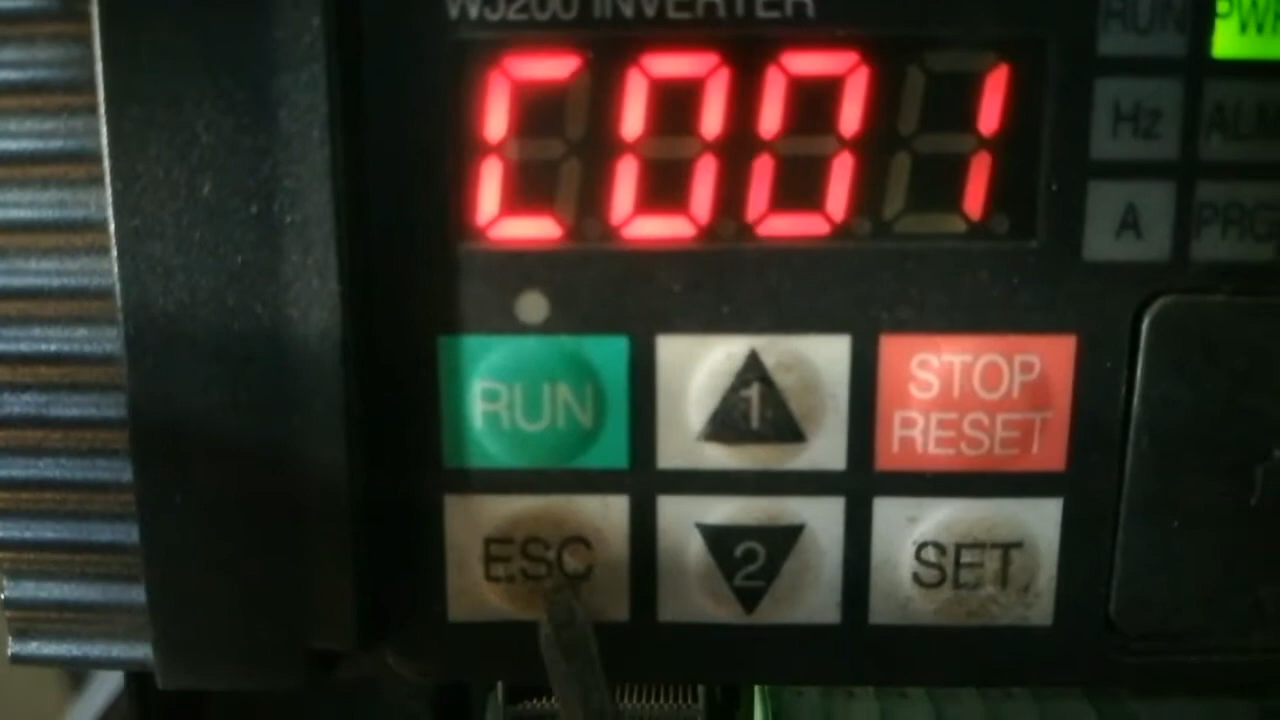 WJ200 INVERTER
C001
RUN PWR
Hz ALM
A PRG
RUN 1 STOP RESET
ESC 2 SET